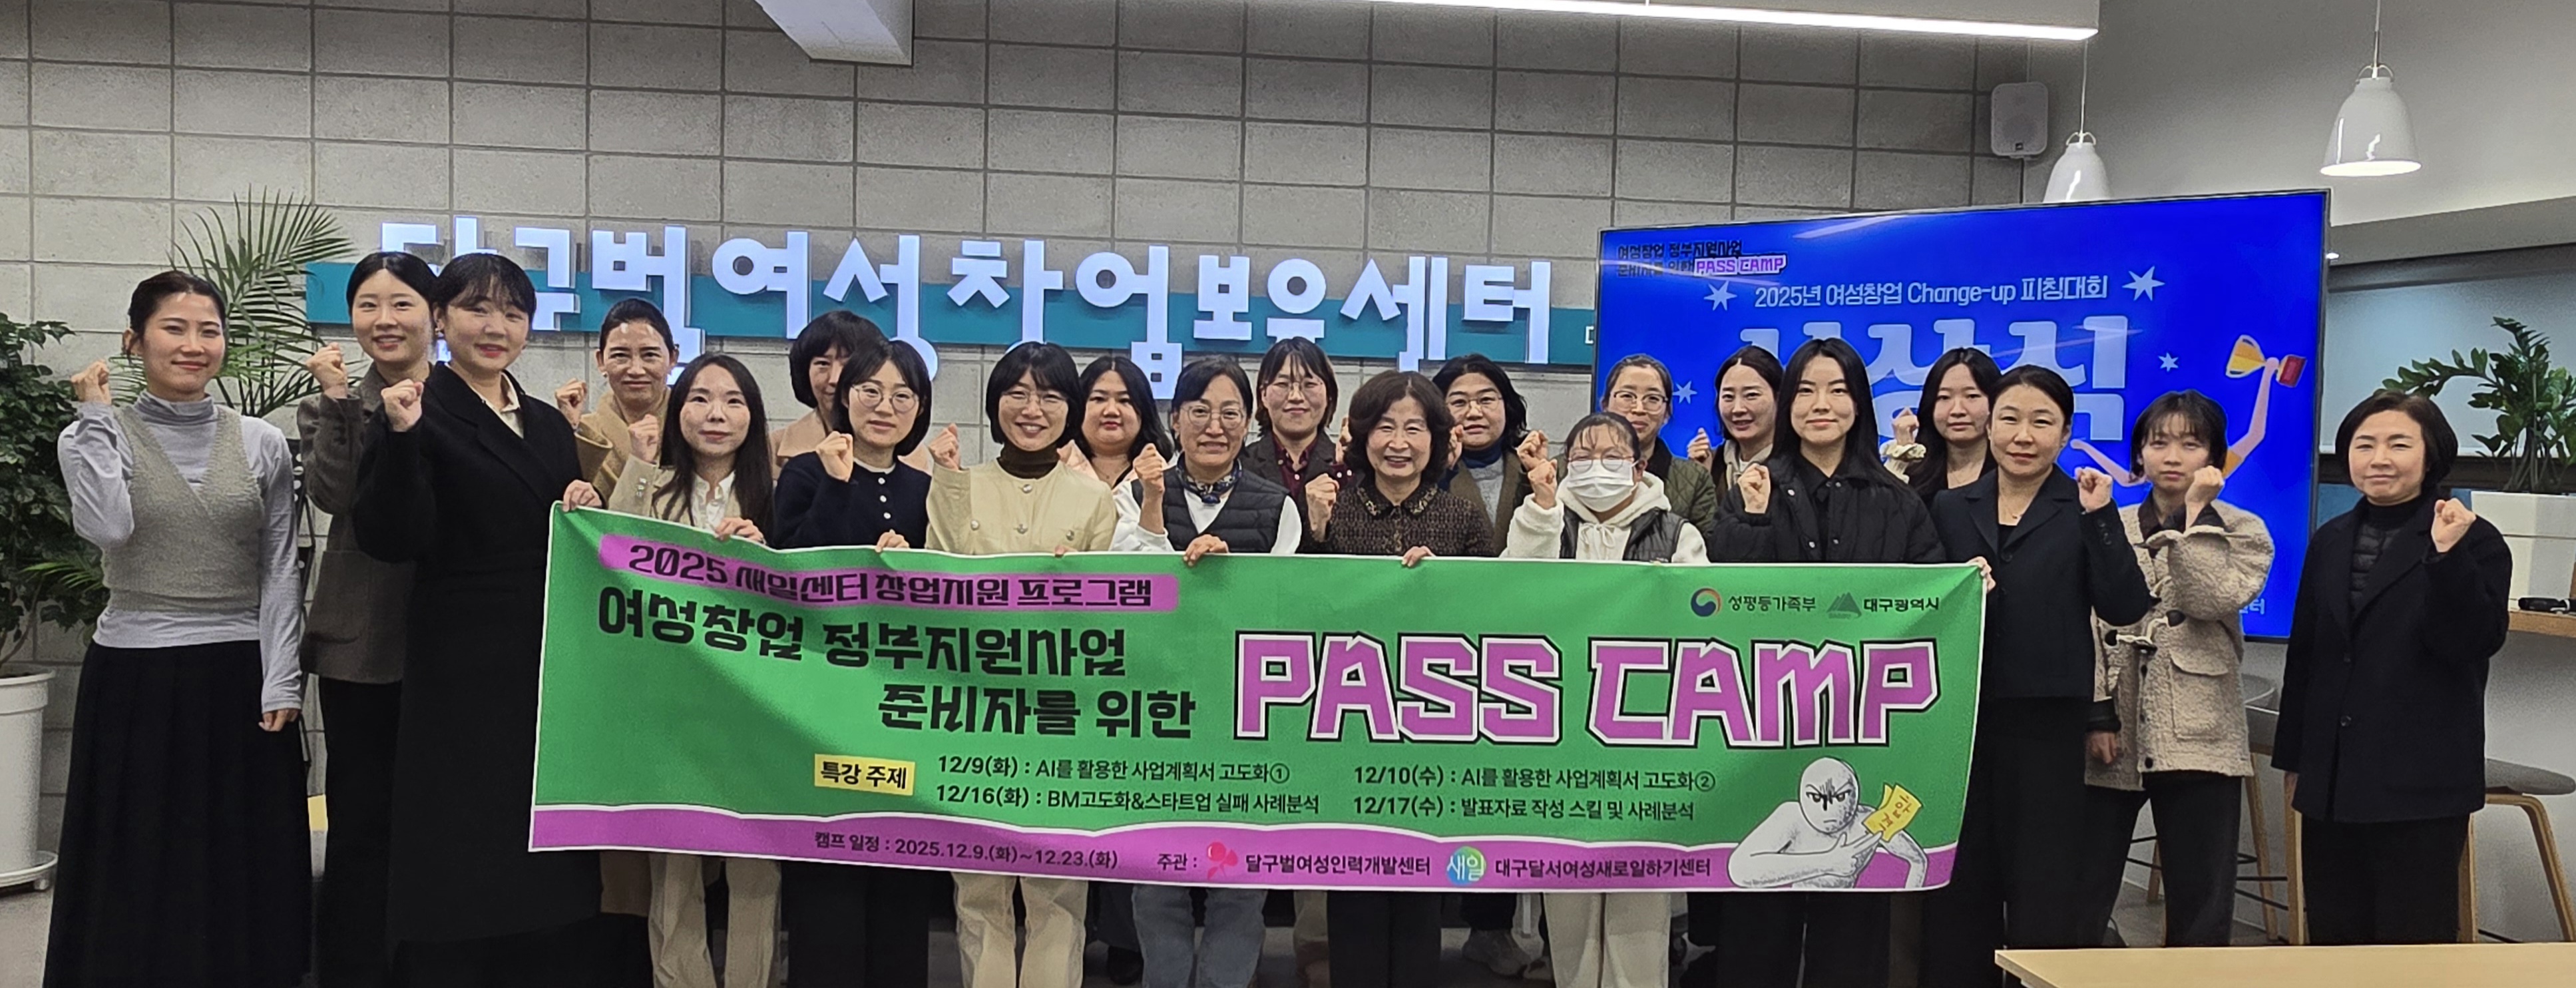 달구벌여성창업보육센터
여성창업 정부지원사업
준비자를 위한 PASS CAMP
2025년 여성창업 Change-up 피칭대회
시상식
센터
2025 새일센터 창업지원 프로그램
성평등가족부 대구광역시
여성창업 정부지원사업
준비자를 위한 PASS CAMP
특강 주제
12/9(화) : AI를 활용한 사업계획서 고도화① 12/10(수) : AI를 활용한 사업계획서 고도화②
12/16(화) : BM고도화&스타트업 실패 사례분석 12/17(수) : 발표자료 작성 스킬 및 사례분석
캠프 일정 : 2025.12.9.(화)~12.23.(화) 주관 : 달구벌여성인력개발센터 새일 대구달서여성새로일하기센터